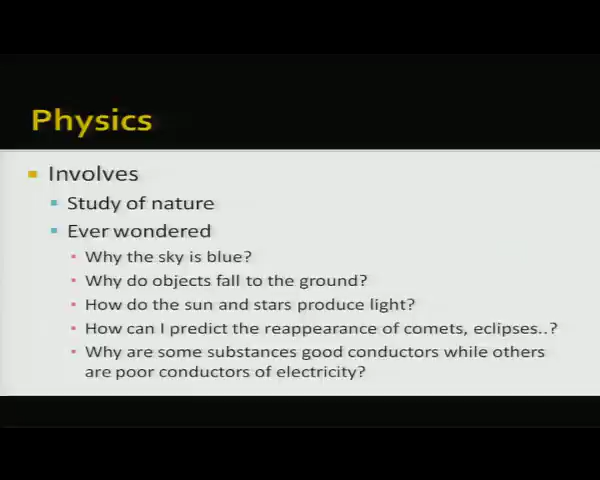 Physics
Involves
Study of nature
Ever wondered
Why the sky is blue?
Why do objects fall to the ground?
How do the sun and stars produce light?
How can I predict the reappearance of comets, eclipses..?
Why are some substances good conductors while others
are poor conductors of electricity?